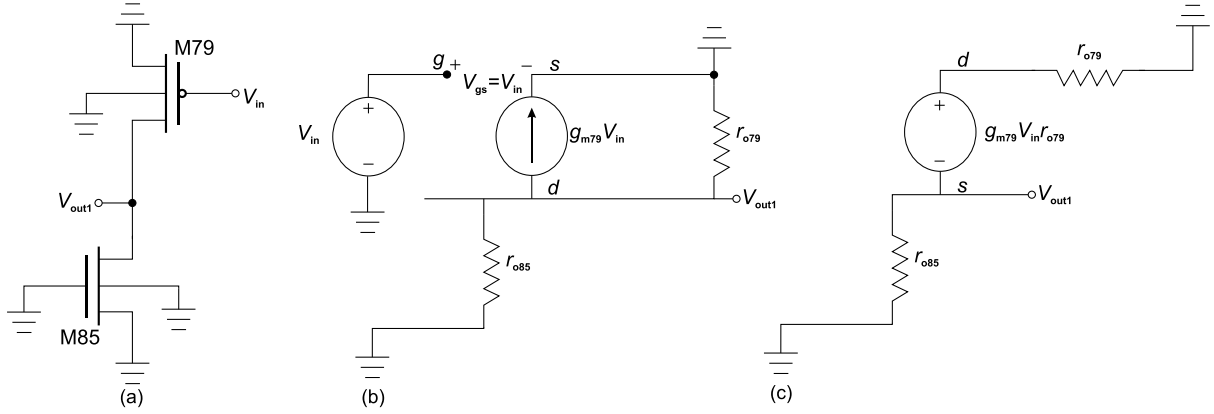 M79
V_in
V_out1
M85
(a)
g +
V_gs=V_in
− s
+
V_in
−
g_m79 V_in
r_o79
d
V_out1
r_o85
(b)
d
r_o79
+
g_m79 V_in r_o79
−
s
V_out1
r_o85
(c)